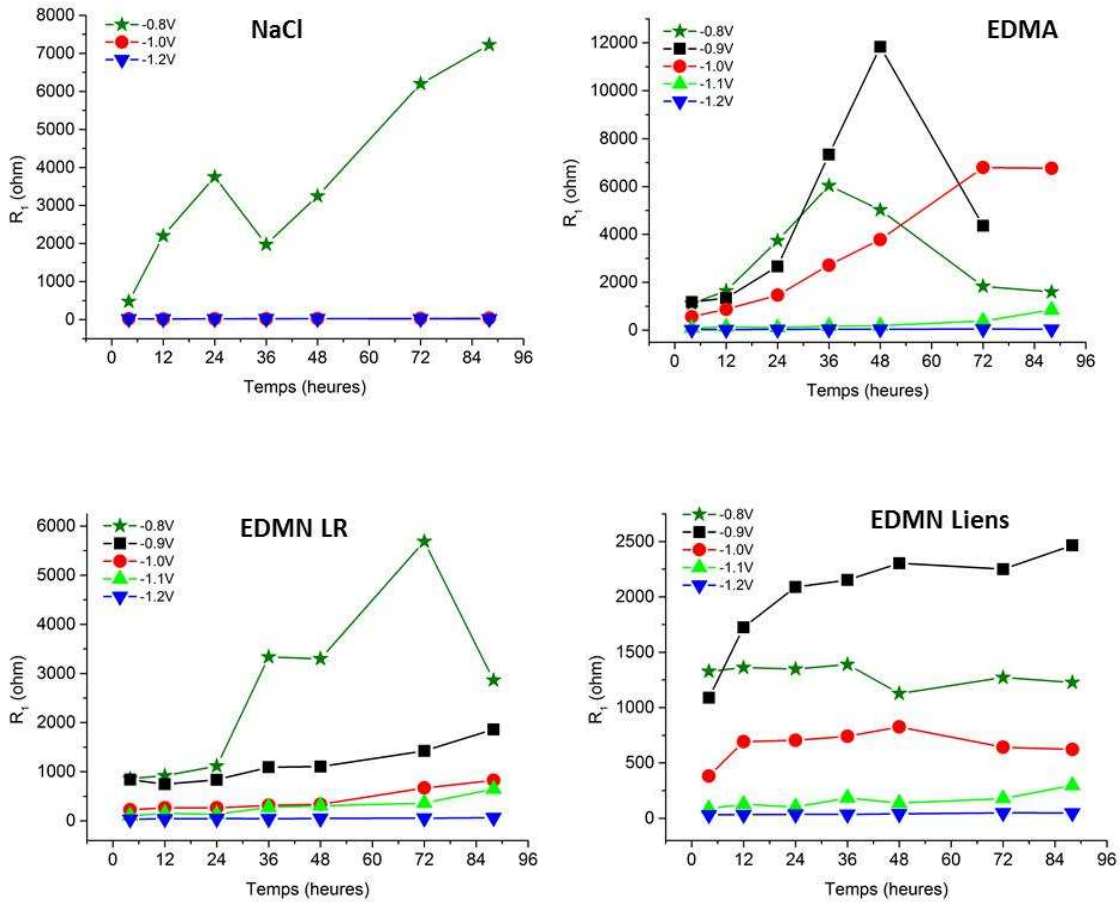 NaCl
-0.8V
-1.0V
-1.2V
8000
7000
6000
5000
4000
3000
2000
1000
0
R1 (ohm)
0 12 24 36 48 60 72 84 96
Temps (heures)
EDMA
-0.8V
-0.9V
-1.0V
-1.1V
-1.2V
12000
10000
8000
6000
4000
2000
0
R1 (ohm)
0 12 24 36 48 60 72 84 96
Temps (heures)
EDMN LR
-0.8V
-0.9V
-1.0V
-1.1V
-1.2V
6000
5000
4000
3000
2000
1000
0
R1 (ohm)
0 12 24 36 48 60 72 84 96
Temps (heures)
EDMN Liens
-0.8V
-0.9V
-1.0V
-1.1V
-1.2V
2500
2000
1500
1000
500
0
R1 (ohm)
0 12 24 36 48 60 72 84 96
Temps (heures)